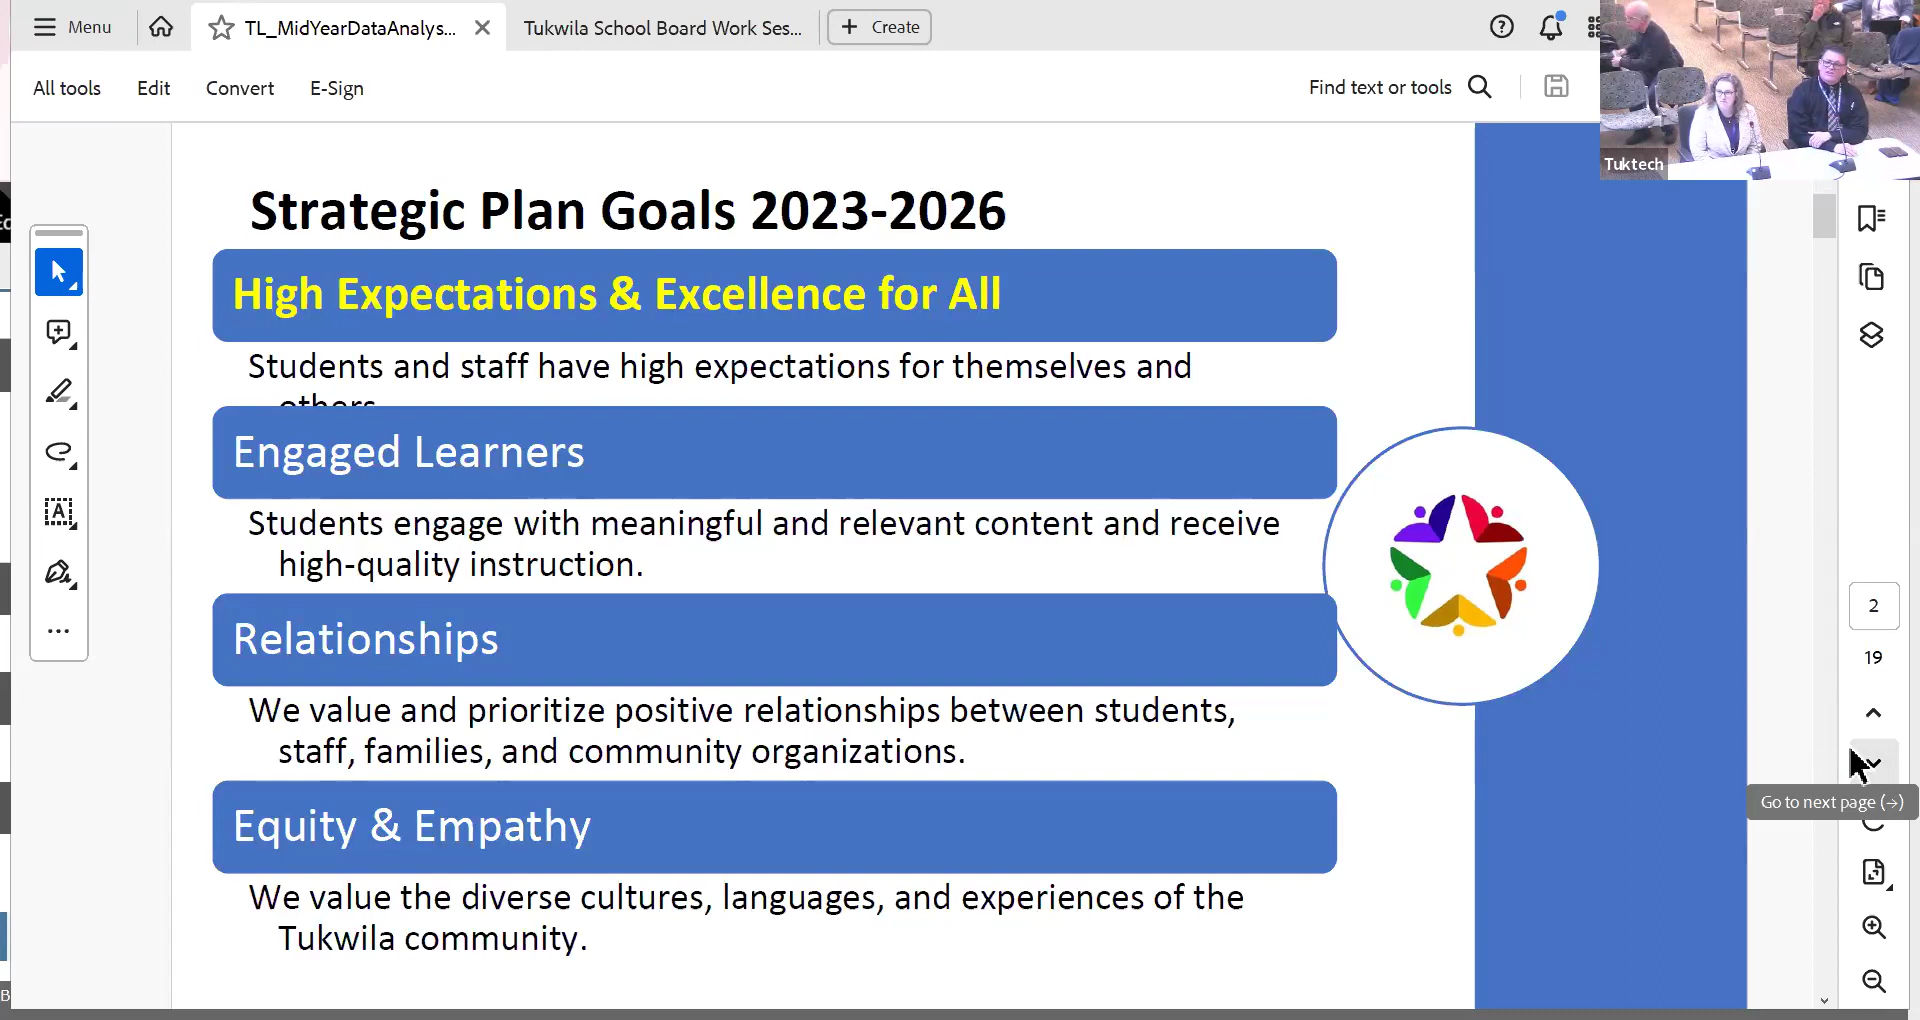 Menu
TL_MidYearDataAnalys...
Tukwila School Board Work Ses...
Create
All tools
Edit
Convert
E-Sign
Find text or tools
Tuktech
Strategic Plan Goals 2023-2026
High Expectations & Excellence for All
Students and staff have high expectations for themselves and
others.
Engaged Learners
Students engage with meaningful and relevant content and receive
high-quality instruction.
Relationships
We value and prioritize positive relationships between students,
staff, families, and community organizations.
Equity & Empathy
We value the diverse cultures, languages, and experiences of the
Tukwila community.
2
19
Go to next page (→)